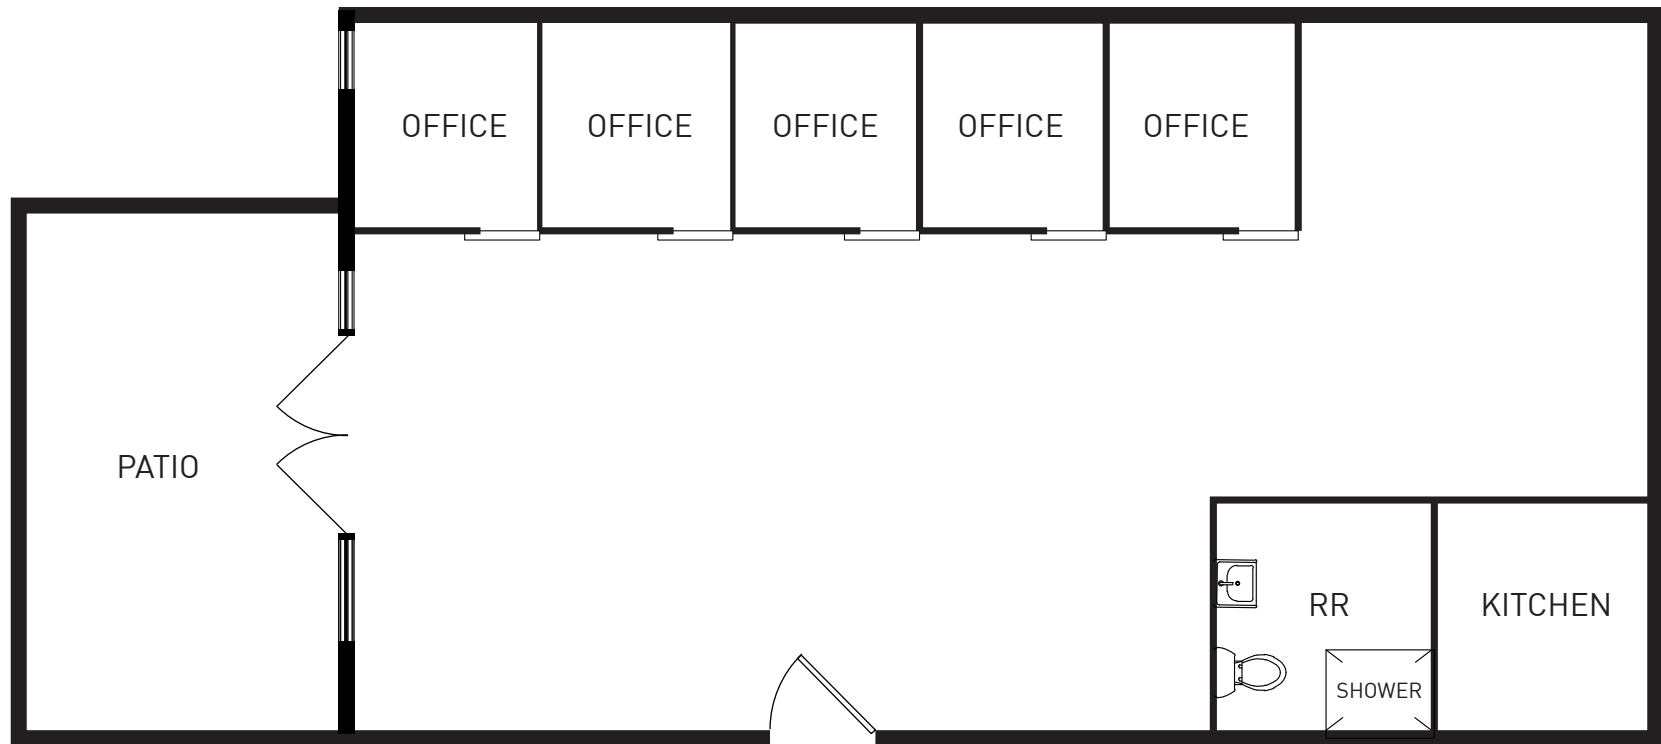 OFFICE
OFFICE
OFFICE
OFFICE
OFFICE
PATIO
RR
KITCHEN
SHOWER